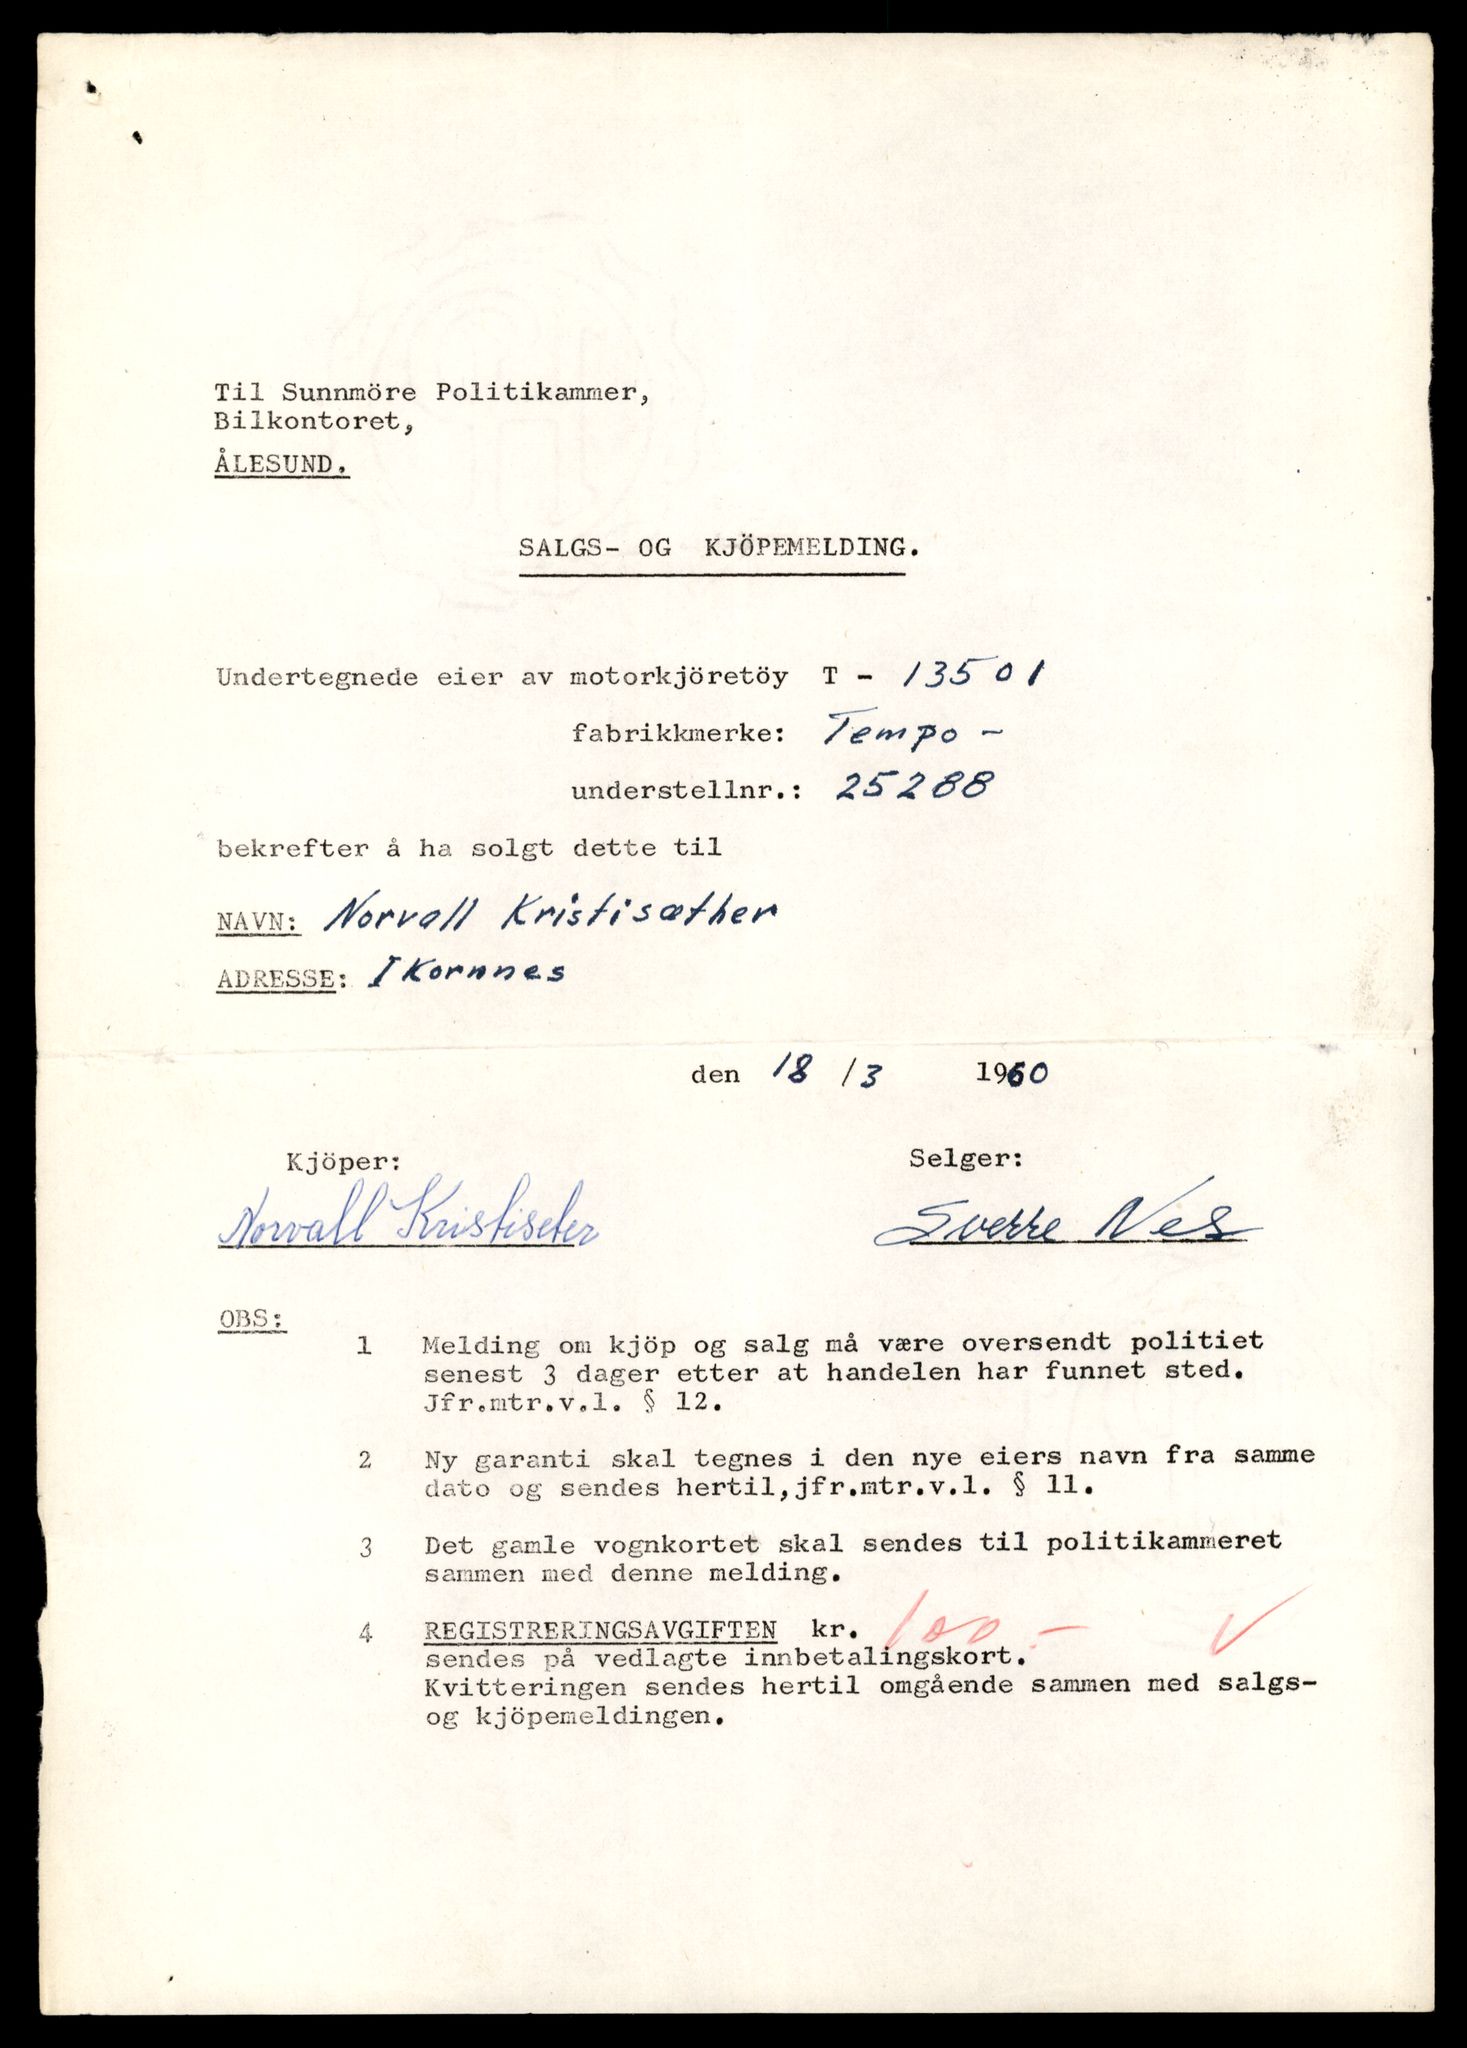 Til Sunnmöre Politikammer,
Bilkontoret,
ÅLESUND.
SALGS- OG KJÖPEMELDING.
Undertegnede eier av motorkjöretöy T - 13501
fabrikkmerke: Tempo -
understellnr.: 25288
bekrefter å ha solgt dette til
NAVN: Norvall Kristisæther
ADRESSE: Ikornnes
den 18 /3 1960
Kjöper: Selger:
Norvall Kristiseter Sverre Nes
OBS:
1 Melding om kjöp og salg må være oversendt politiet
senest 3 dager etter at handelen har funnet sted.
Jfr.mtr.v.l. § 12.
2 Ny garanti skal tegnes i den nye eiers navn fra samme
dato og sendes hertil,jfr.mtr.v.l. § 11.
3 Det gamle vognkortet skal sendes til politikammeret
sammen med denne melding.
4 REGISTRERINGSAVGIFTEN kr. 100 -
sendes på vedlagte innbetalingskort.
Kvitteringen sendes hertil omgående sammen med salgs-
og kjöpemeldingen.